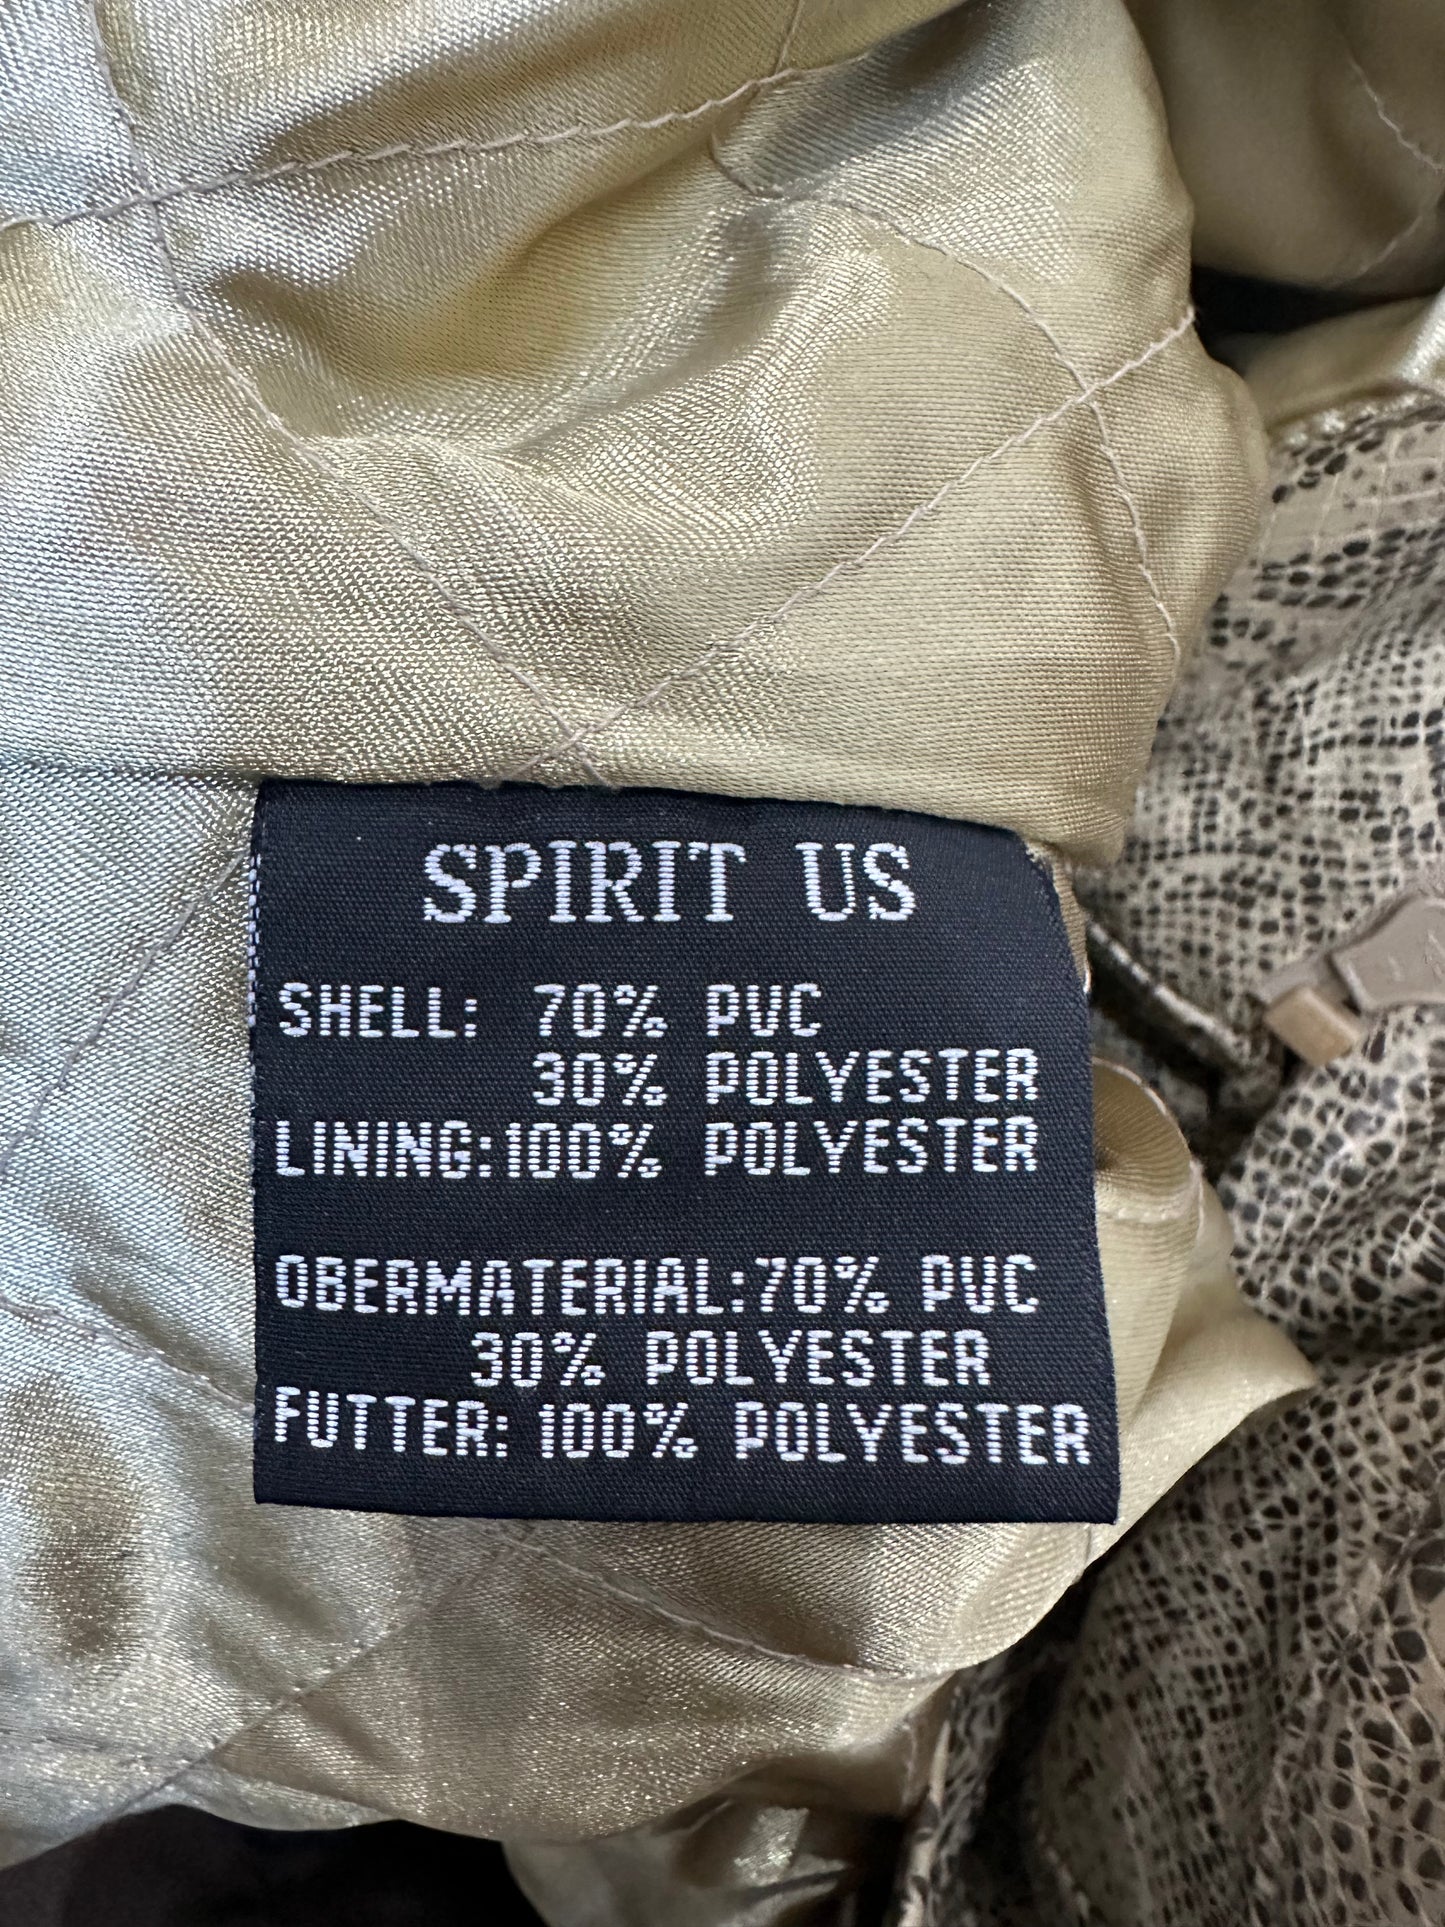 SPIRIT US
SHELL: 70% PVC
30% POLYESTER
LINING: 100% POLYESTER
OBERMATERIAL: 70% PVC
30% POLYESTER
FUTTER: 100% POLYESTER